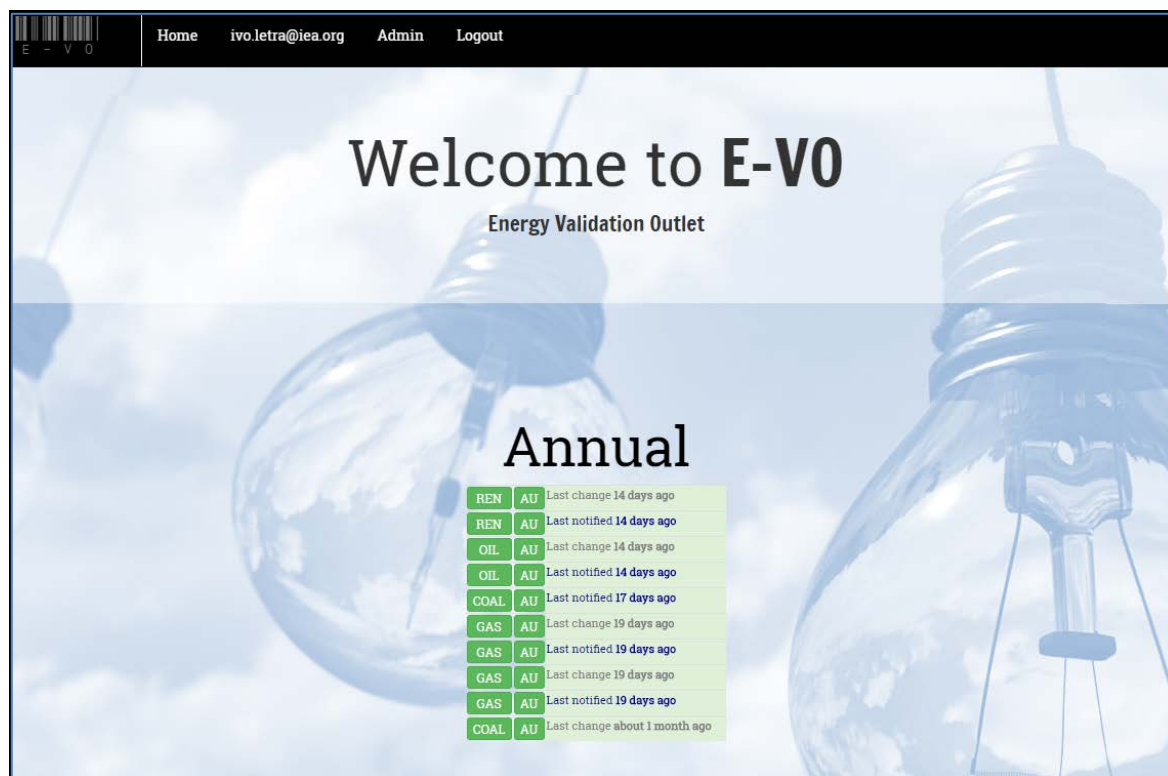 E - V O
Home ivo.letra@iea.org Admin Logout
Welcome to E-VO
Energy Validation Outlet
Annual
REN AU Last change 14 days ago
REN AU Last notified 14 days ago
OIL AU Last change 14 days ago
OIL AU Last notified 14 days ago
COAL AU Last notified 17 days ago
GAS AU Last change 19 days ago
GAS AU Last notified 19 days ago
GAS AU Last change 19 days ago
GAS AU Last notified 19 days ago
COAL AU Last change about 1 month ago